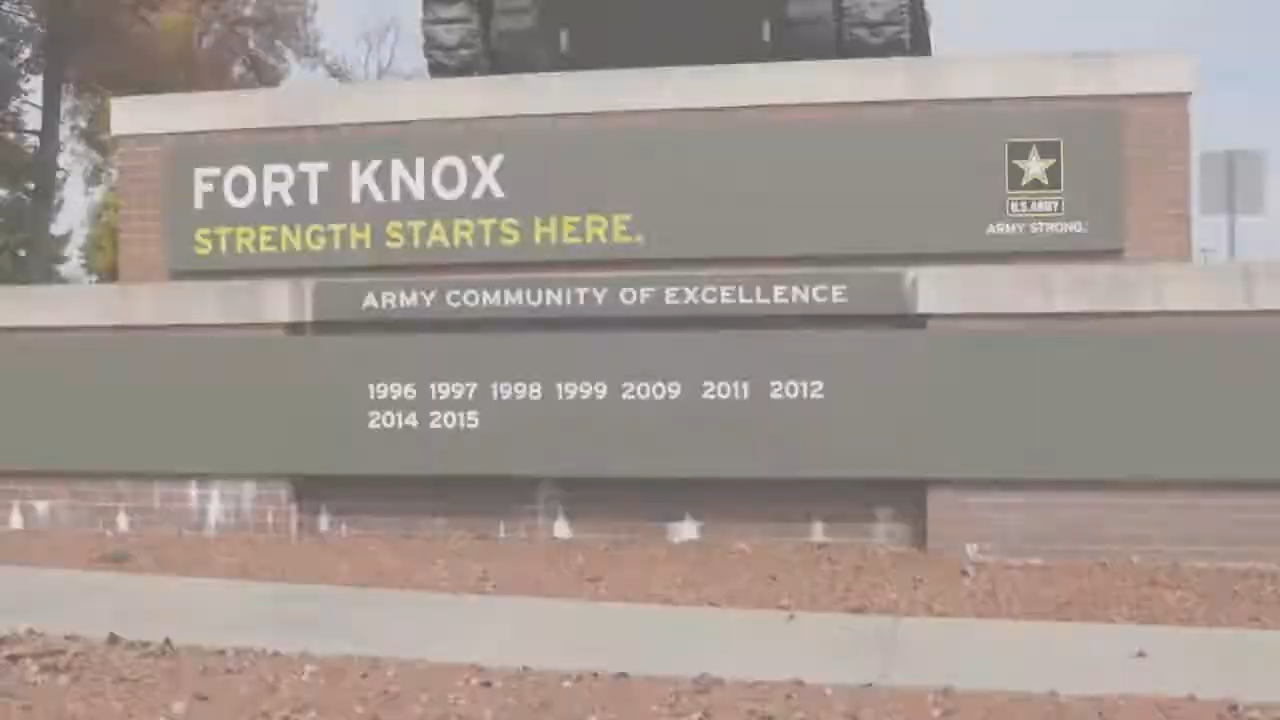 FORT KNOX
STRENGTH STARTS HERE.
U.S.ARMY
ARMY STRONG.
ARMY COMMUNITY OF EXCELLENCE
1996 1997 1998 1999 2009 2011 2012
2014 2015